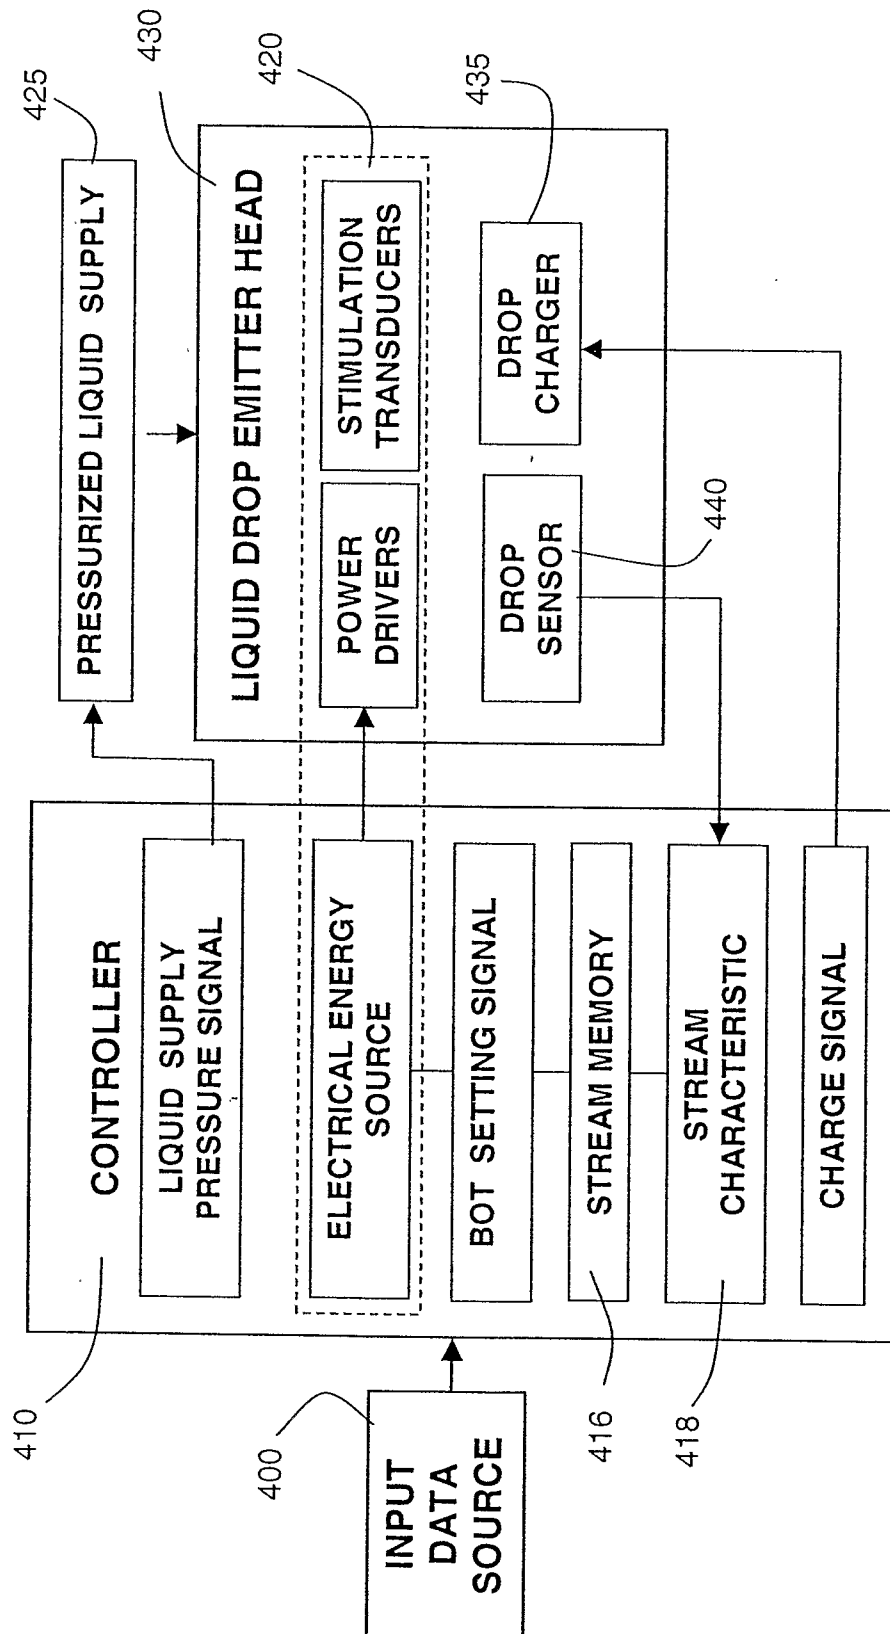 INPUT
DATA
SOURCE
400
410
CONTROLLER
LIQUID SUPPLY
PRESSURE SIGNAL
ELECTRICAL ENERGY
SOURCE
BOT SETTING SIGNAL
STREAM MEMORY
416
STREAM
CHARACTERISTIC
418
CHARGE SIGNAL
PRESSURIZED LIQUID SUPPLY
425
430
LIQUID DROP EMITTER HEAD
420
POWER
DRIVERS
STIMULATION
TRANSDUCERS
DROP
SENSOR
440
DROP
CHARGER
435